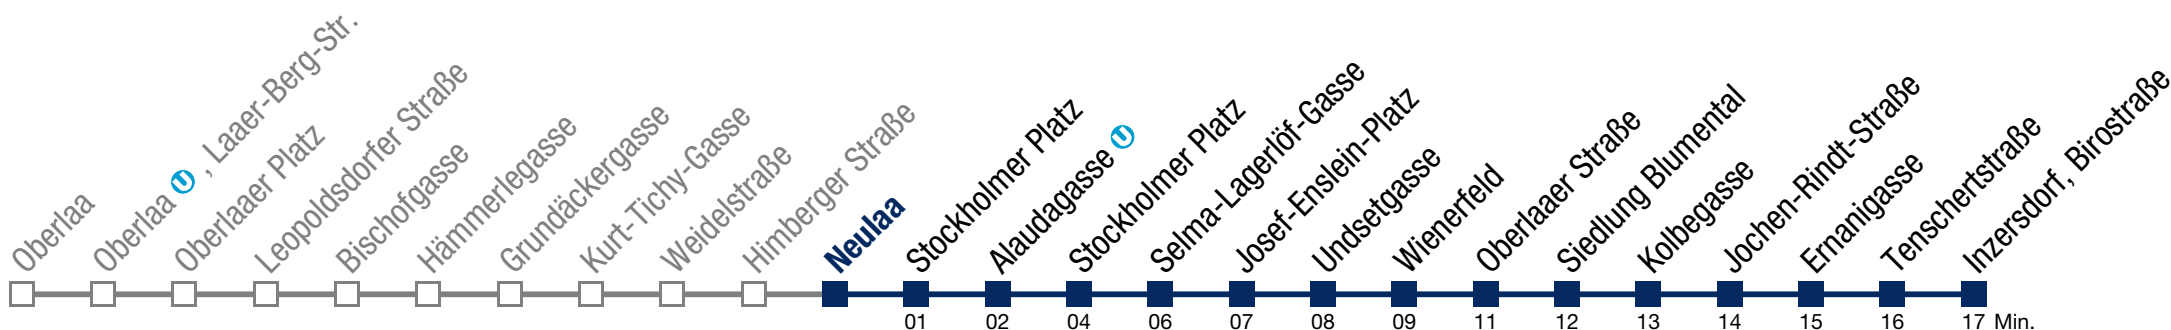 Oberlaa
Oberlaa U , Laaer-Berg-Str.
Oberlaaer Platz
Leopoldsdorfer Straße
Bischofgasse
Hämmerlegasse
Grundäckergasse
Kurt-Tichy-Gasse
Weidelstraße
Himberger Straße
Neulaa
Stockholmer Platz
Alaudagasse U
Stockholmer Platz
Selma-Lagerlöf-Gasse
Josef-Enslein-Platz
Undsetgasse
Wienerfeld
Oberlaaer Straße
Siedlung Blumental
Kolbegasse
Jochen-Rindt-Straße
Ernanigasse
Tenschertstraße
Inzersdorf, Birostraße
01 02 04 06 07 08 09 11 12 13 14 15 16 17 Min.